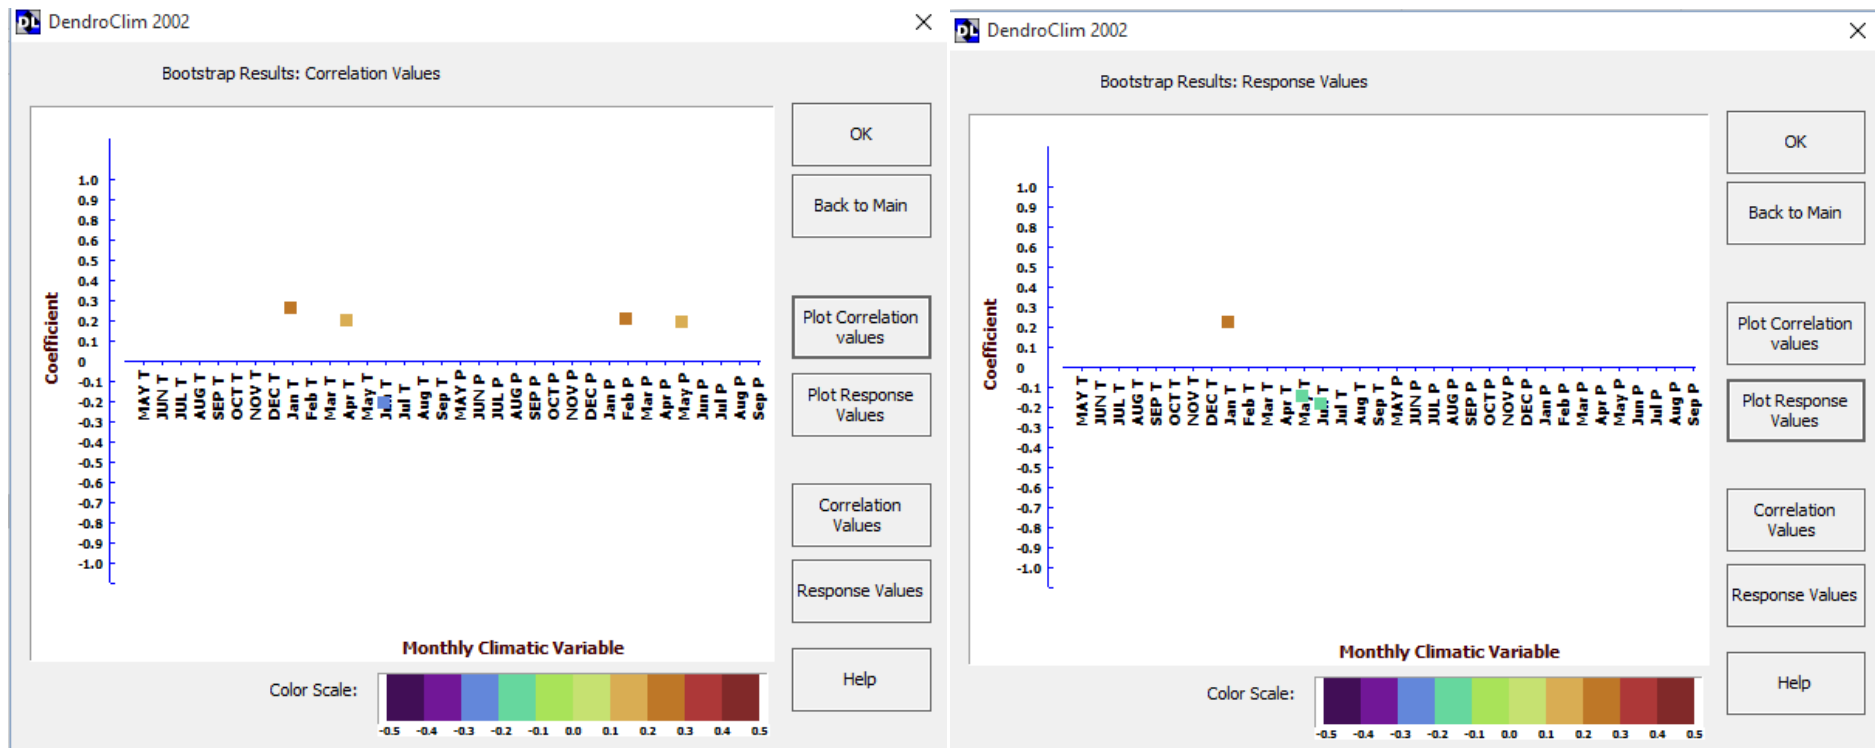 DL DendroClim 2002
Bootstrap Results: Correlation Values
Coefficient
1.0
0.9
0.8
0.6
0.5
0.4
0.3
0.2
0.1
0
-0.1
-0.2
-0.3
-0.4
-0.5
-0.6
-0.7
-0.8
-0.9
-1.0
MAY T
JUN T
JUL T
AUG T
SEP T
OCT T
NOV T
DEC T
Jan T
Feb T
Mar T
Apr T
May T
Jun T
Jul T
Aug T
Sep T
MAY P
JUN P
JUL P
AUG P
SEP P
OCT P
NOV P
DEC P
Jan P
Feb P
Mar P
Apr P
May P
Jun P
Jul P
Aug P
Sep P
Monthly Climatic Variable
Color Scale:
-0.5 -0.4 -0.3 -0.2 -0.1 0.0 0.1 0.2 0.3 0.4 0.5
OK
Back to Main
Plot Correlation
values
Plot Response
Values
Correlation
Values
Response Values
Help
DL DendroClim 2002
Bootstrap Results: Response Values
Coefficient
1.0
0.9
0.8
0.6
0.5
0.4
0.3
0.2
0.1
0
-0.1
-0.2
-0.3
-0.4
-0.5
-0.6
-0.7
-0.8
-0.9
-1.0
MAY T
JUN T
JUL T
AUG T
SEP T
OCT T
NOV T
DEC T
Jan T
Feb T
Mar T
Apr T
May T
Jun T
Jul T
Aug T
Sep T
MAY P
JUN P
JUL P
AUG P
SEP P
OCT P
NOV P
DEC P
Jan P
Feb P
Mar P
Apr P
May P
Jun P
Jul P
Aug P
Sep P
Monthly Climatic Variable
Color Scale:
-0.5 -0.4 -0.3 -0.2 -0.1 0.0 0.1 0.2 0.3 0.4 0.5
OK
Back to Main
Plot Correlation
values
Plot Response
Values
Correlation
Values
Response Values
Help